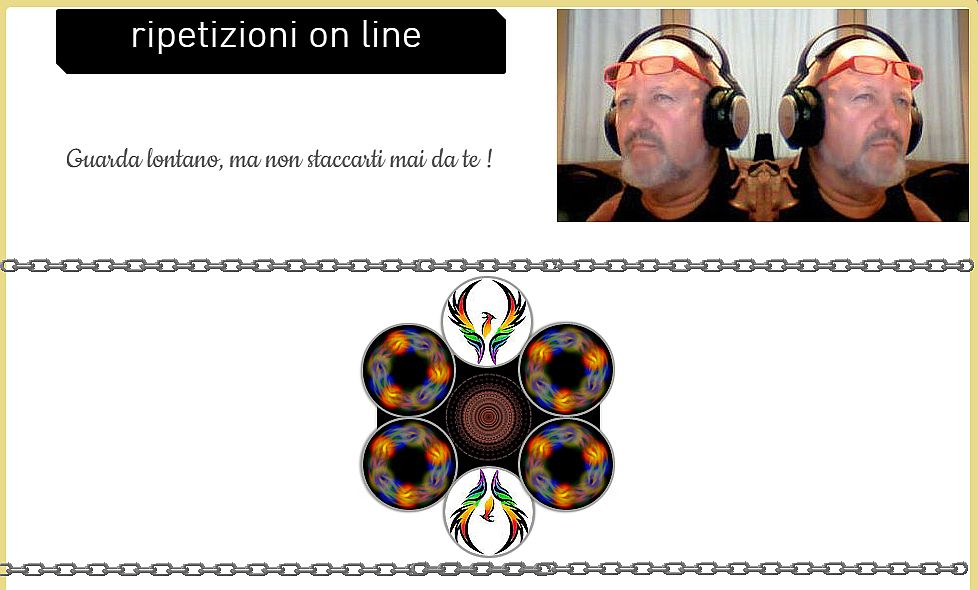 ripetizioni on line
Guarda lontano, ma non staccarti mai da te !